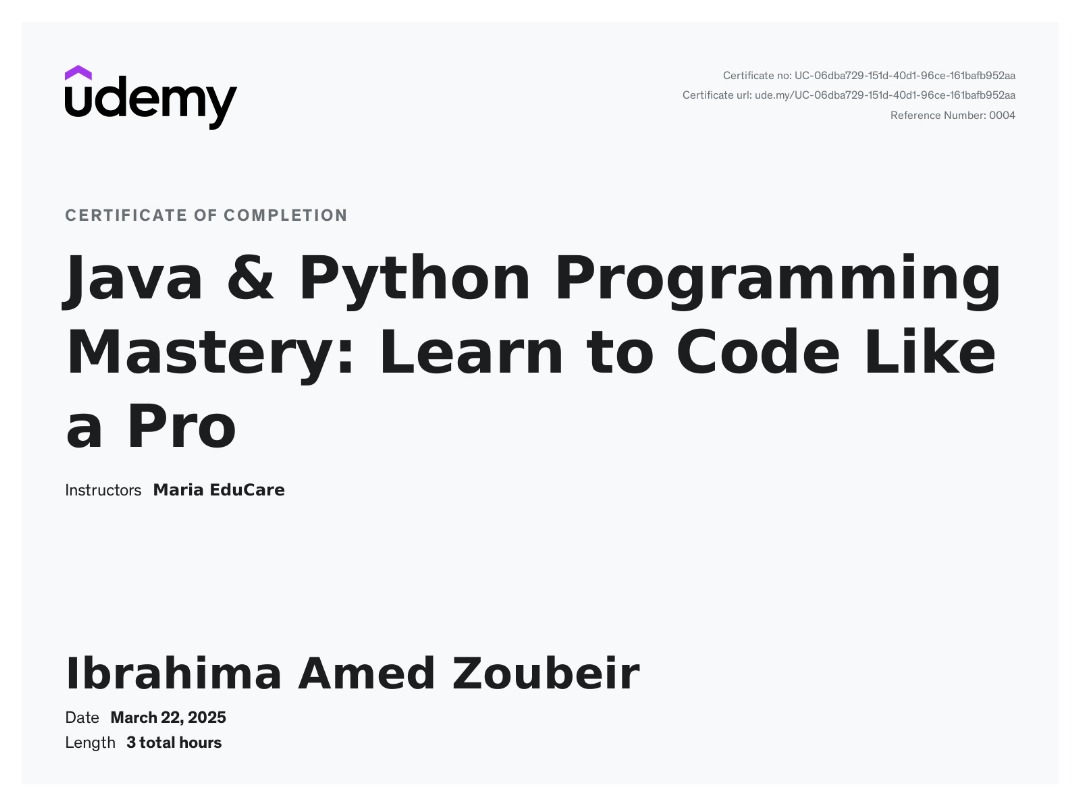 udemy
Certificate no: UC-06dba729-151d-40d1-96ce-161bafb952aa
Certificate url: ude.my/UC-06dba729-151d-40d1-96ce-161bafb952aa
Reference Number: 0004
CERTIFICATE OF COMPLETION
Java & Python Programming
Mastery: Learn to Code Like
a Pro
Instructors Maria EduCare
Ibrahima Amed Zoubeir
Date March 22, 2025
Length 3 total hours